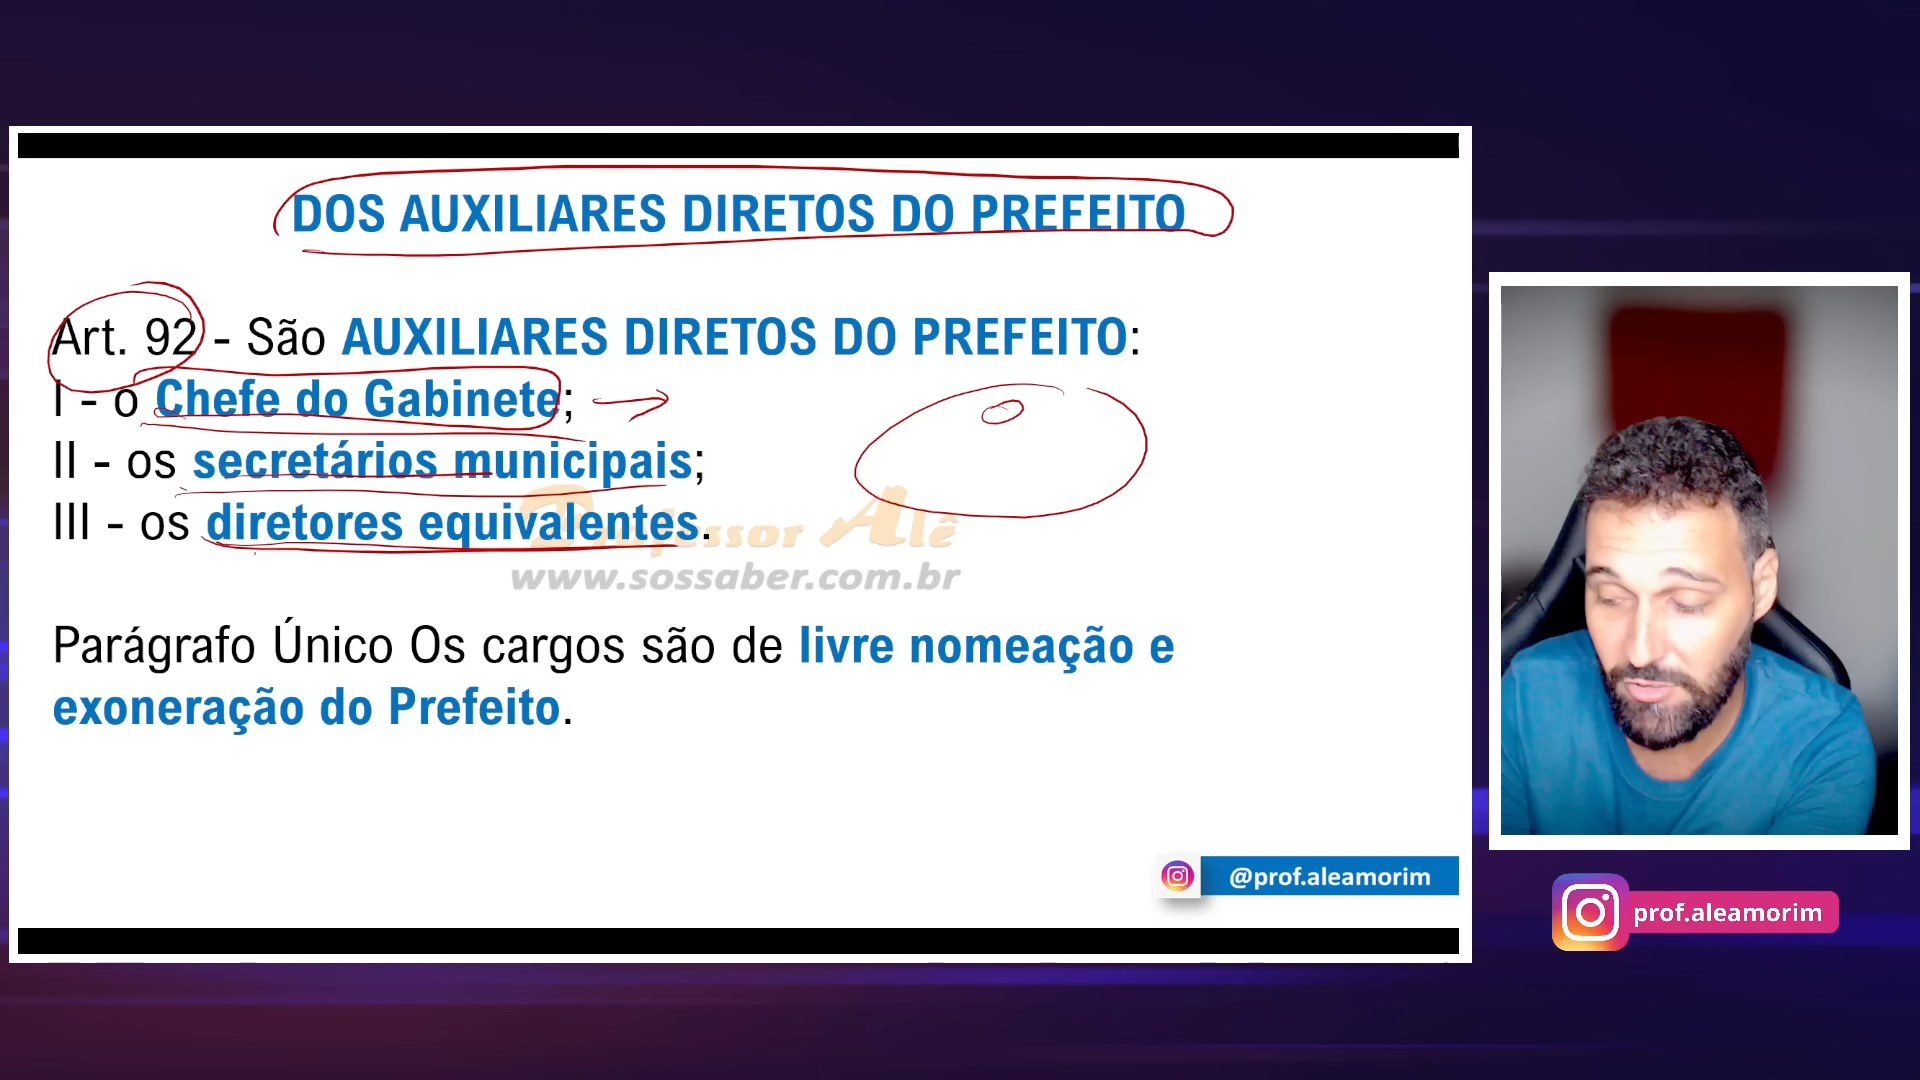 DOS AUXILIARES DIRETOS DO PREFEITO
Art. 92 - São AUXILIARES DIRETOS DO PREFEITO:
I - o Chefe do Gabinete;
II - os secretários municipais;
III - os diretores equivalentes.
Professor Alê
www.sossaber.com.br
Parágrafo Único Os cargos são de livre nomeação e
exoneração do Prefeito.
@prof.aleamorim
prof.aleamorim